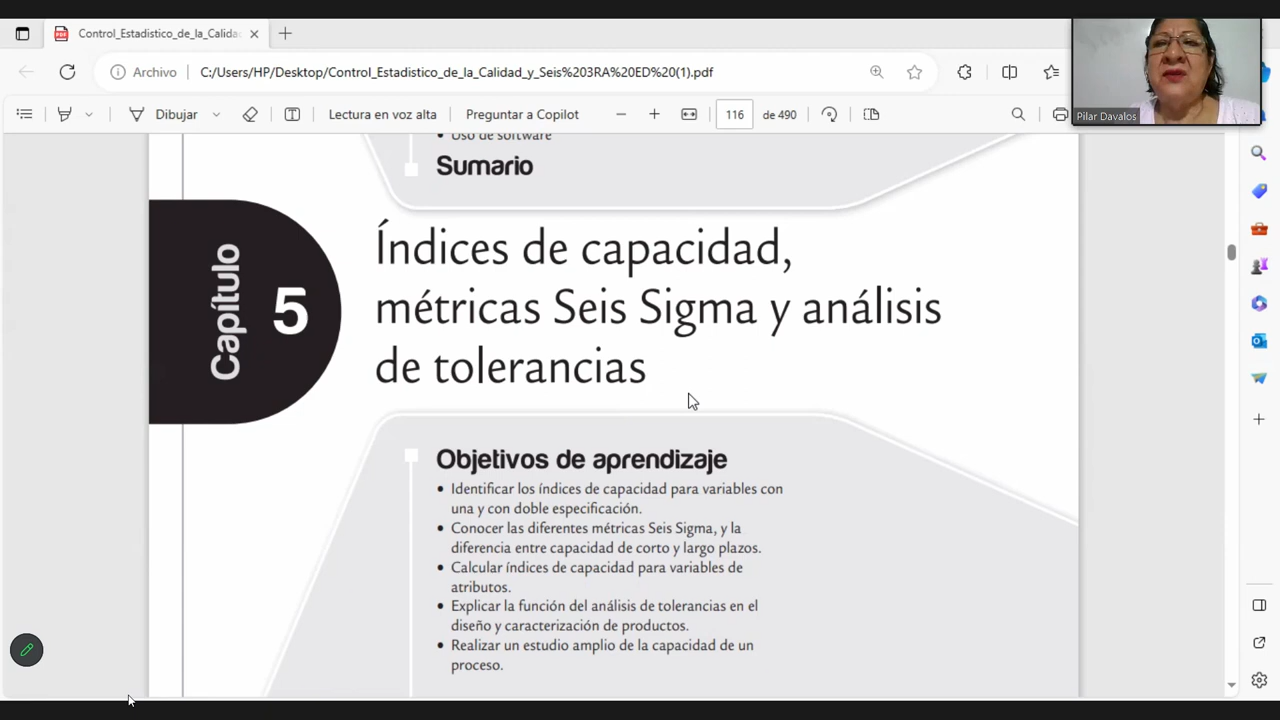 Control_Estadistico_de_la_Calida
Archivo
C:/Users/HP/Desktop/Control_Estadistico_de_la_Calidad_y_Seis%203RA%20ED%20(1).pdf
Dibujar
Lectura en voz alta
Preguntar a Copilot
116
de 490
Pilar Davalos
• Uso de software
Sumario
Capítulo
5
Índices de capacidad,
métricas Seis Sigma y análisis
de tolerancias
Objetivos de aprendizaje
• Identificar los índices de capacidad para variables con
una y con doble especificación.
• Conocer las diferentes métricas Seis Sigma, y la
diferencia entre capacidad de corto y largo plazos.
• Calcular índices de capacidad para variables de
atributos.
• Explicar la función del análisis de tolerancias en el
diseño y caracterización de productos.
• Realizar un estudio amplio de la capacidad de un
proceso.